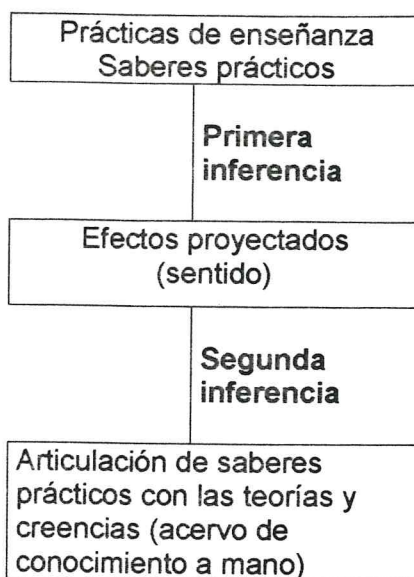 Prácticas de enseñanza
Saberes prácticos
Primera
inferencia
Efectos proyectados
(sentido)
Segunda
inferencia
Articulación de saberes
prácticos con las teorías y
creencias (acervo de
conocimiento a mano)